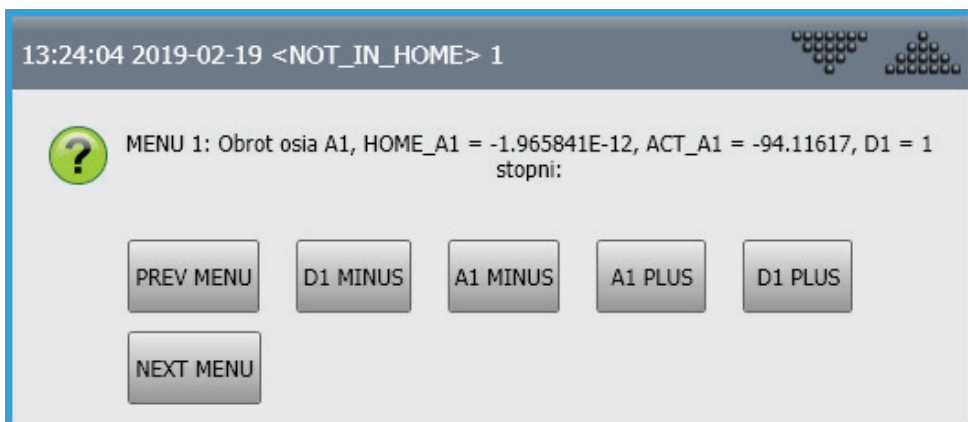 13:24:04 2019-02-19 <NOT_IN_HOME> 1
MENU 1: Obrot osia A1, HOME_A1 = -1.965841E-12, ACT_A1 = -94.11617, D1 = 1
stopni:
PREV MENU D1 MINUS A1 MINUS A1 PLUS D1 PLUS
NEXT MENU